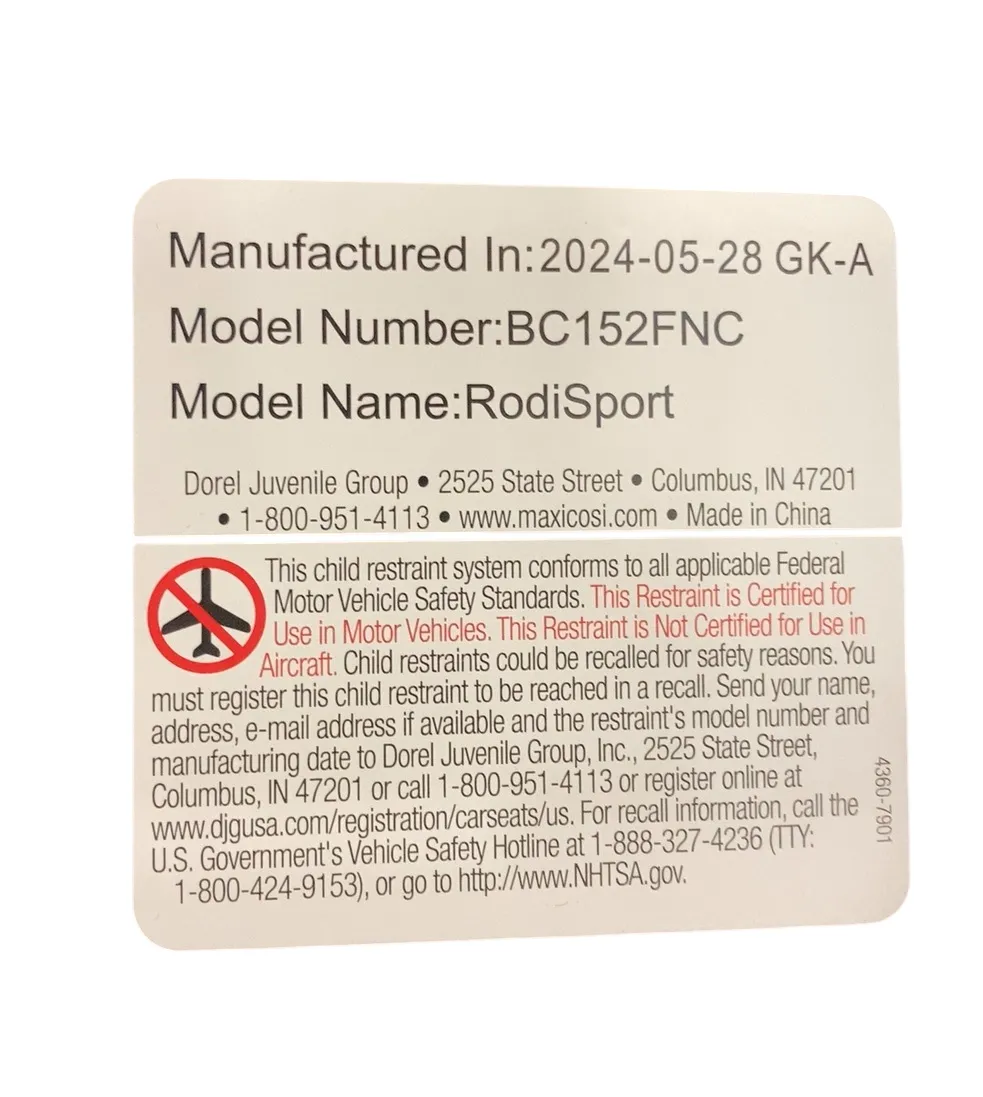 Manufactured In:2024-05-28 GK-A
Model Number:BC152FNC
Model Name:RodiSport
Dorel Juvenile Group • 2525 State Street • Columbus, IN 47201
• 1-800-951-4113 • www.maxicosi.com • Made in China
This child restraint system conforms to all applicable Federal
Motor Vehicle Safety Standards. This Restraint is Certified for
Use in Motor Vehicles. This Restraint is Not Certified for Use in
Aircraft. Child restraints could be recalled for safety reasons. You
must register this child restraint to be reached in a recall. Send your name,
address, e-mail address if available and the restraint's model number and
manufacturing date to Dorel Juvenile Group, Inc., 2525 State Street,
Columbus, IN 47201 or call 1-800-951-4113 or register online at
www.djgusa.com/registration/carseats/us. For recall information, call the
U.S. Government's Vehicle Safety Hotline at 1-888-327-4236 (TTY:
1-800-424-9153), or go to http://www.NHTSA.gov.
4360-7901